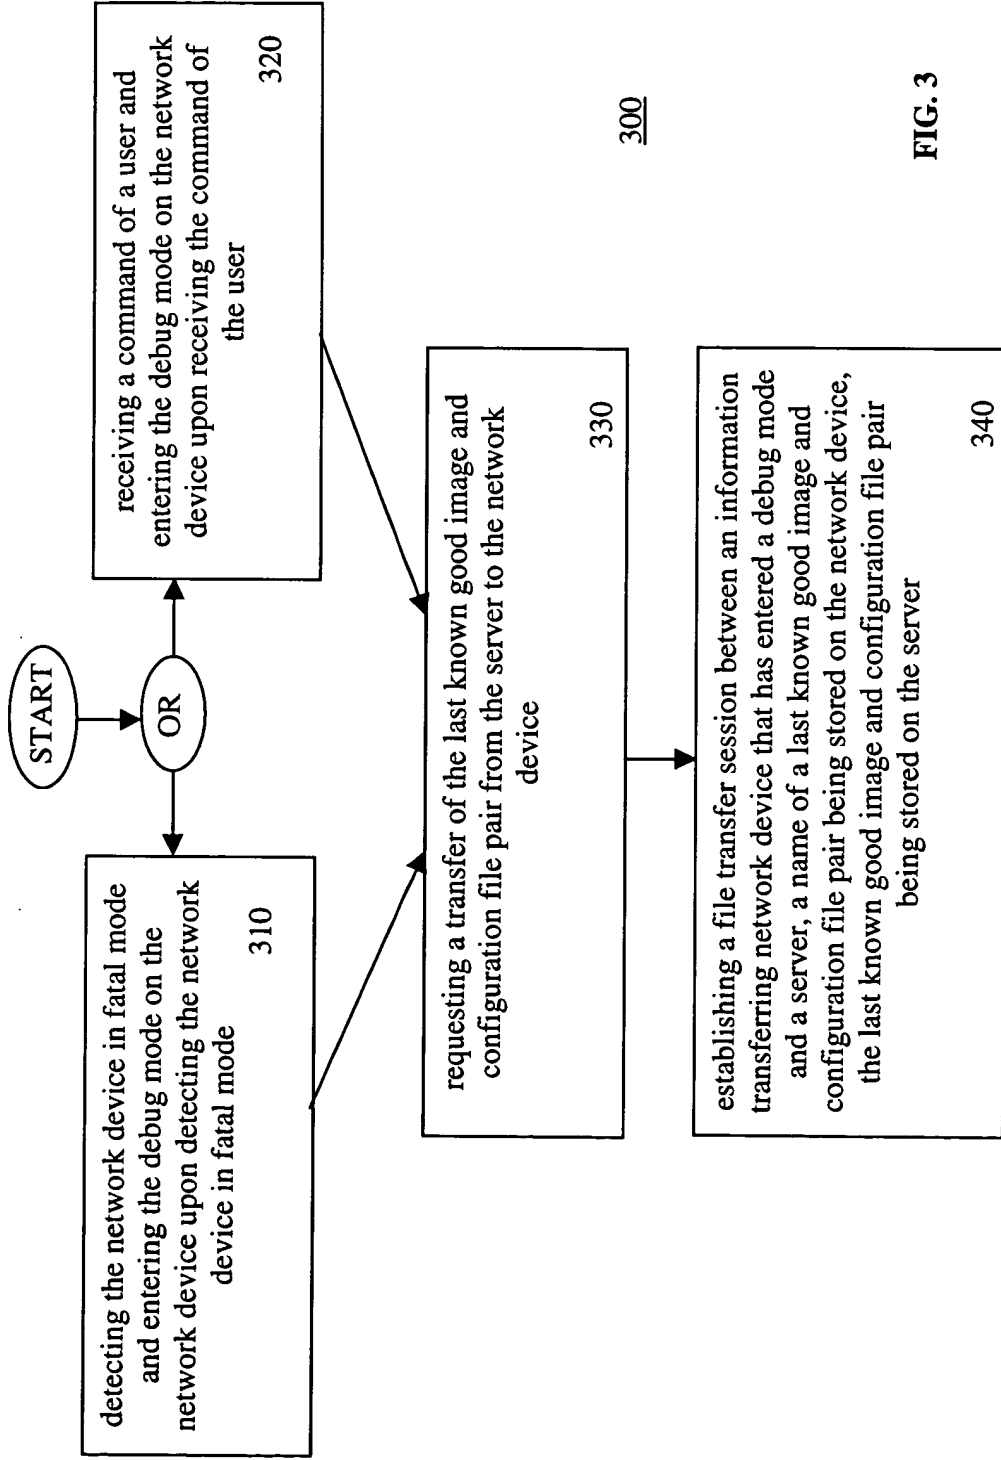 START
OR
detecting the network device in fatal mode
and entering the debug mode on the
network device upon detecting the network
device in fatal mode
310
receiving a command of a user and
entering the debug mode on the network
device upon receiving the command of
the user
320
requesting a transfer of the last known good image and
configuration file pair from the server to the network
device
330
establishing a file transfer session between an information
transferring network device that has entered a debug mode
and a server, a name of a last known good image and
configuration file pair being stored on the network device,
the last known good image and configuration file pair
being stored on the server
340
300
FIG. 3